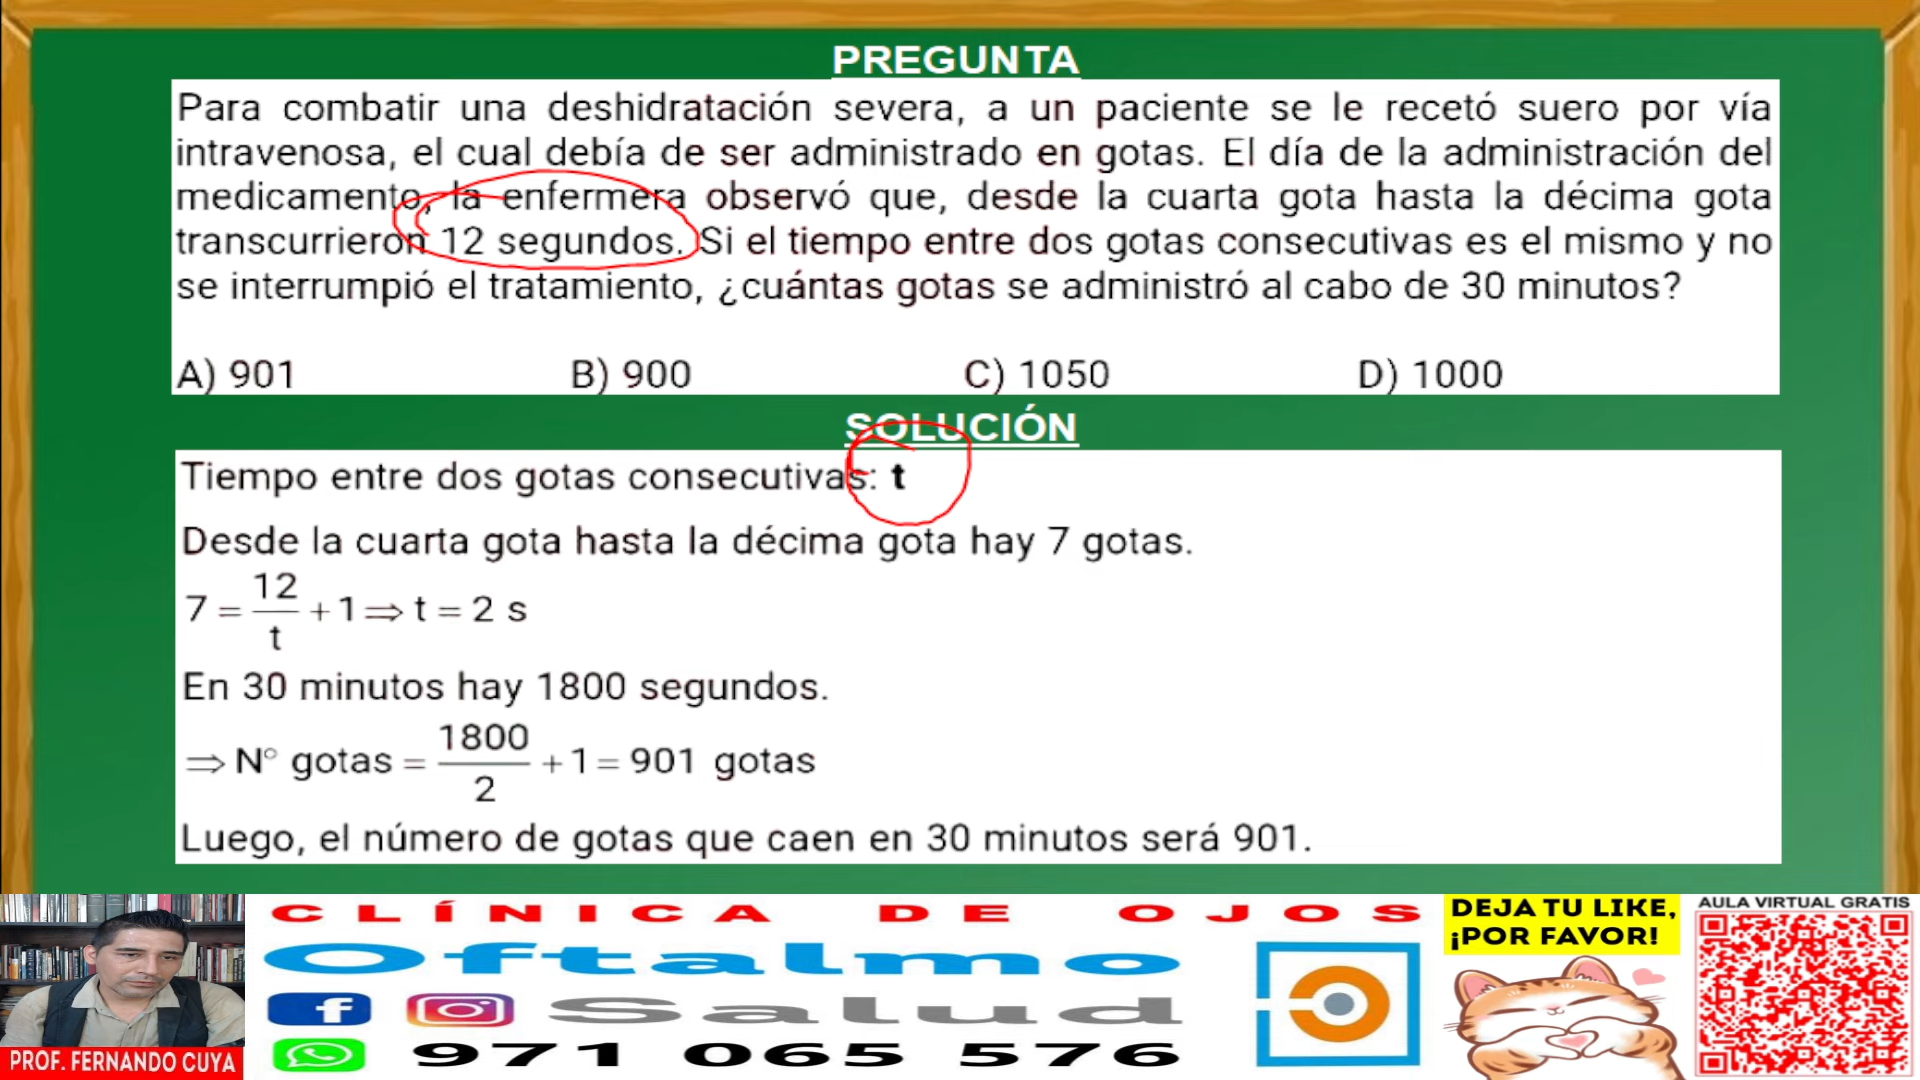 PREGUNTA
Para combatir una deshidratación severa, a un paciente se le recetó suero por vía
intravenosa, el cual debía de ser administrado en gotas. El día de la administración del
medicamento, la enfermera observó que, desde la cuarta gota hasta la décima gota
transcurrieron 12 segundos. Si el tiempo entre dos gotas consecutivas es el mismo y no
se interrumpió el tratamiento, ¿cuántas gotas se administró al cabo de 30 minutos?
A) 901 B) 900 C) 1050 D) 1000
SOLUCIÓN
Tiempo entre dos gotas consecutivas: t
Desde la cuarta gota hasta la décima gota hay 7 gotas.
7 = 12/t + 1 ⇒ t = 2 s
En 30 minutos hay 1800 segundos.
⇒ N° gotas = 1800/2 + 1 = 901 gotas
Luego, el número de gotas que caen en 30 minutos será 901.
CLÍNICA DE OJOS
Oftalmo
Salud
971 065 576
DEJA TU LIKE,
¡POR FAVOR!
AULA VIRTUAL GRATIS
PROF. FERNANDO CUYA